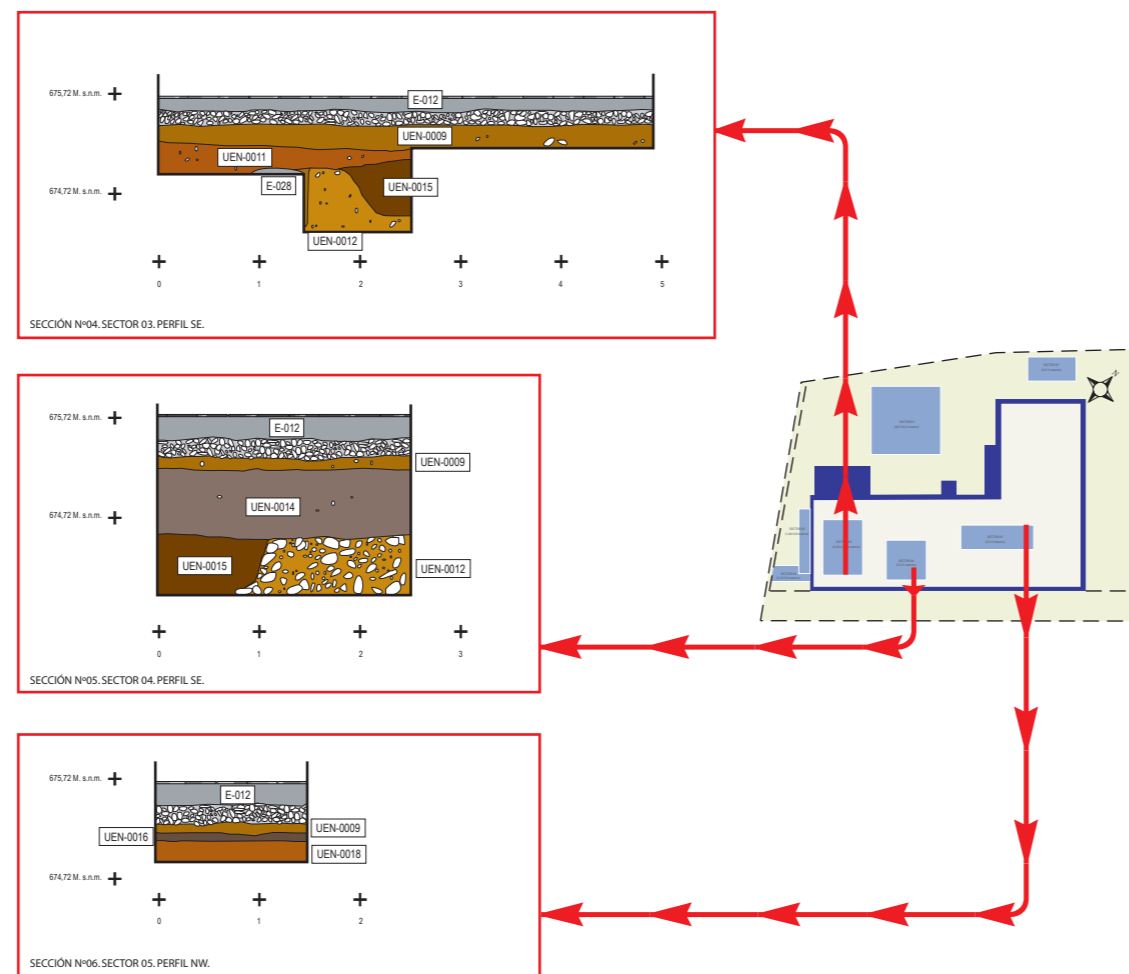 675,72 M. s.n.m.
E-012
UEN-0009
UEN-0011
E-028
UEN-0015
674,72 M. s.n.m.
UEN-0012
0 1 2 3 4 5
SECCIÓN Nº04. SECTOR 03. PERFIL SE.
675,72 M. s.n.m.
E-012
UEN-0009
UEN-0014
674,72 M. s.n.m.
UEN-0015
UEN-0012
0 1 2 3
SECCIÓN Nº05. SECTOR 04. PERFIL SE.
675,72 M. s.n.m.
E-012
UEN-0016
UEN-0009
UEN-0018
674,72 M. s.n.m.
0 1 2
SECCIÓN Nº06. SECTOR 05. PERFIL NW.
N